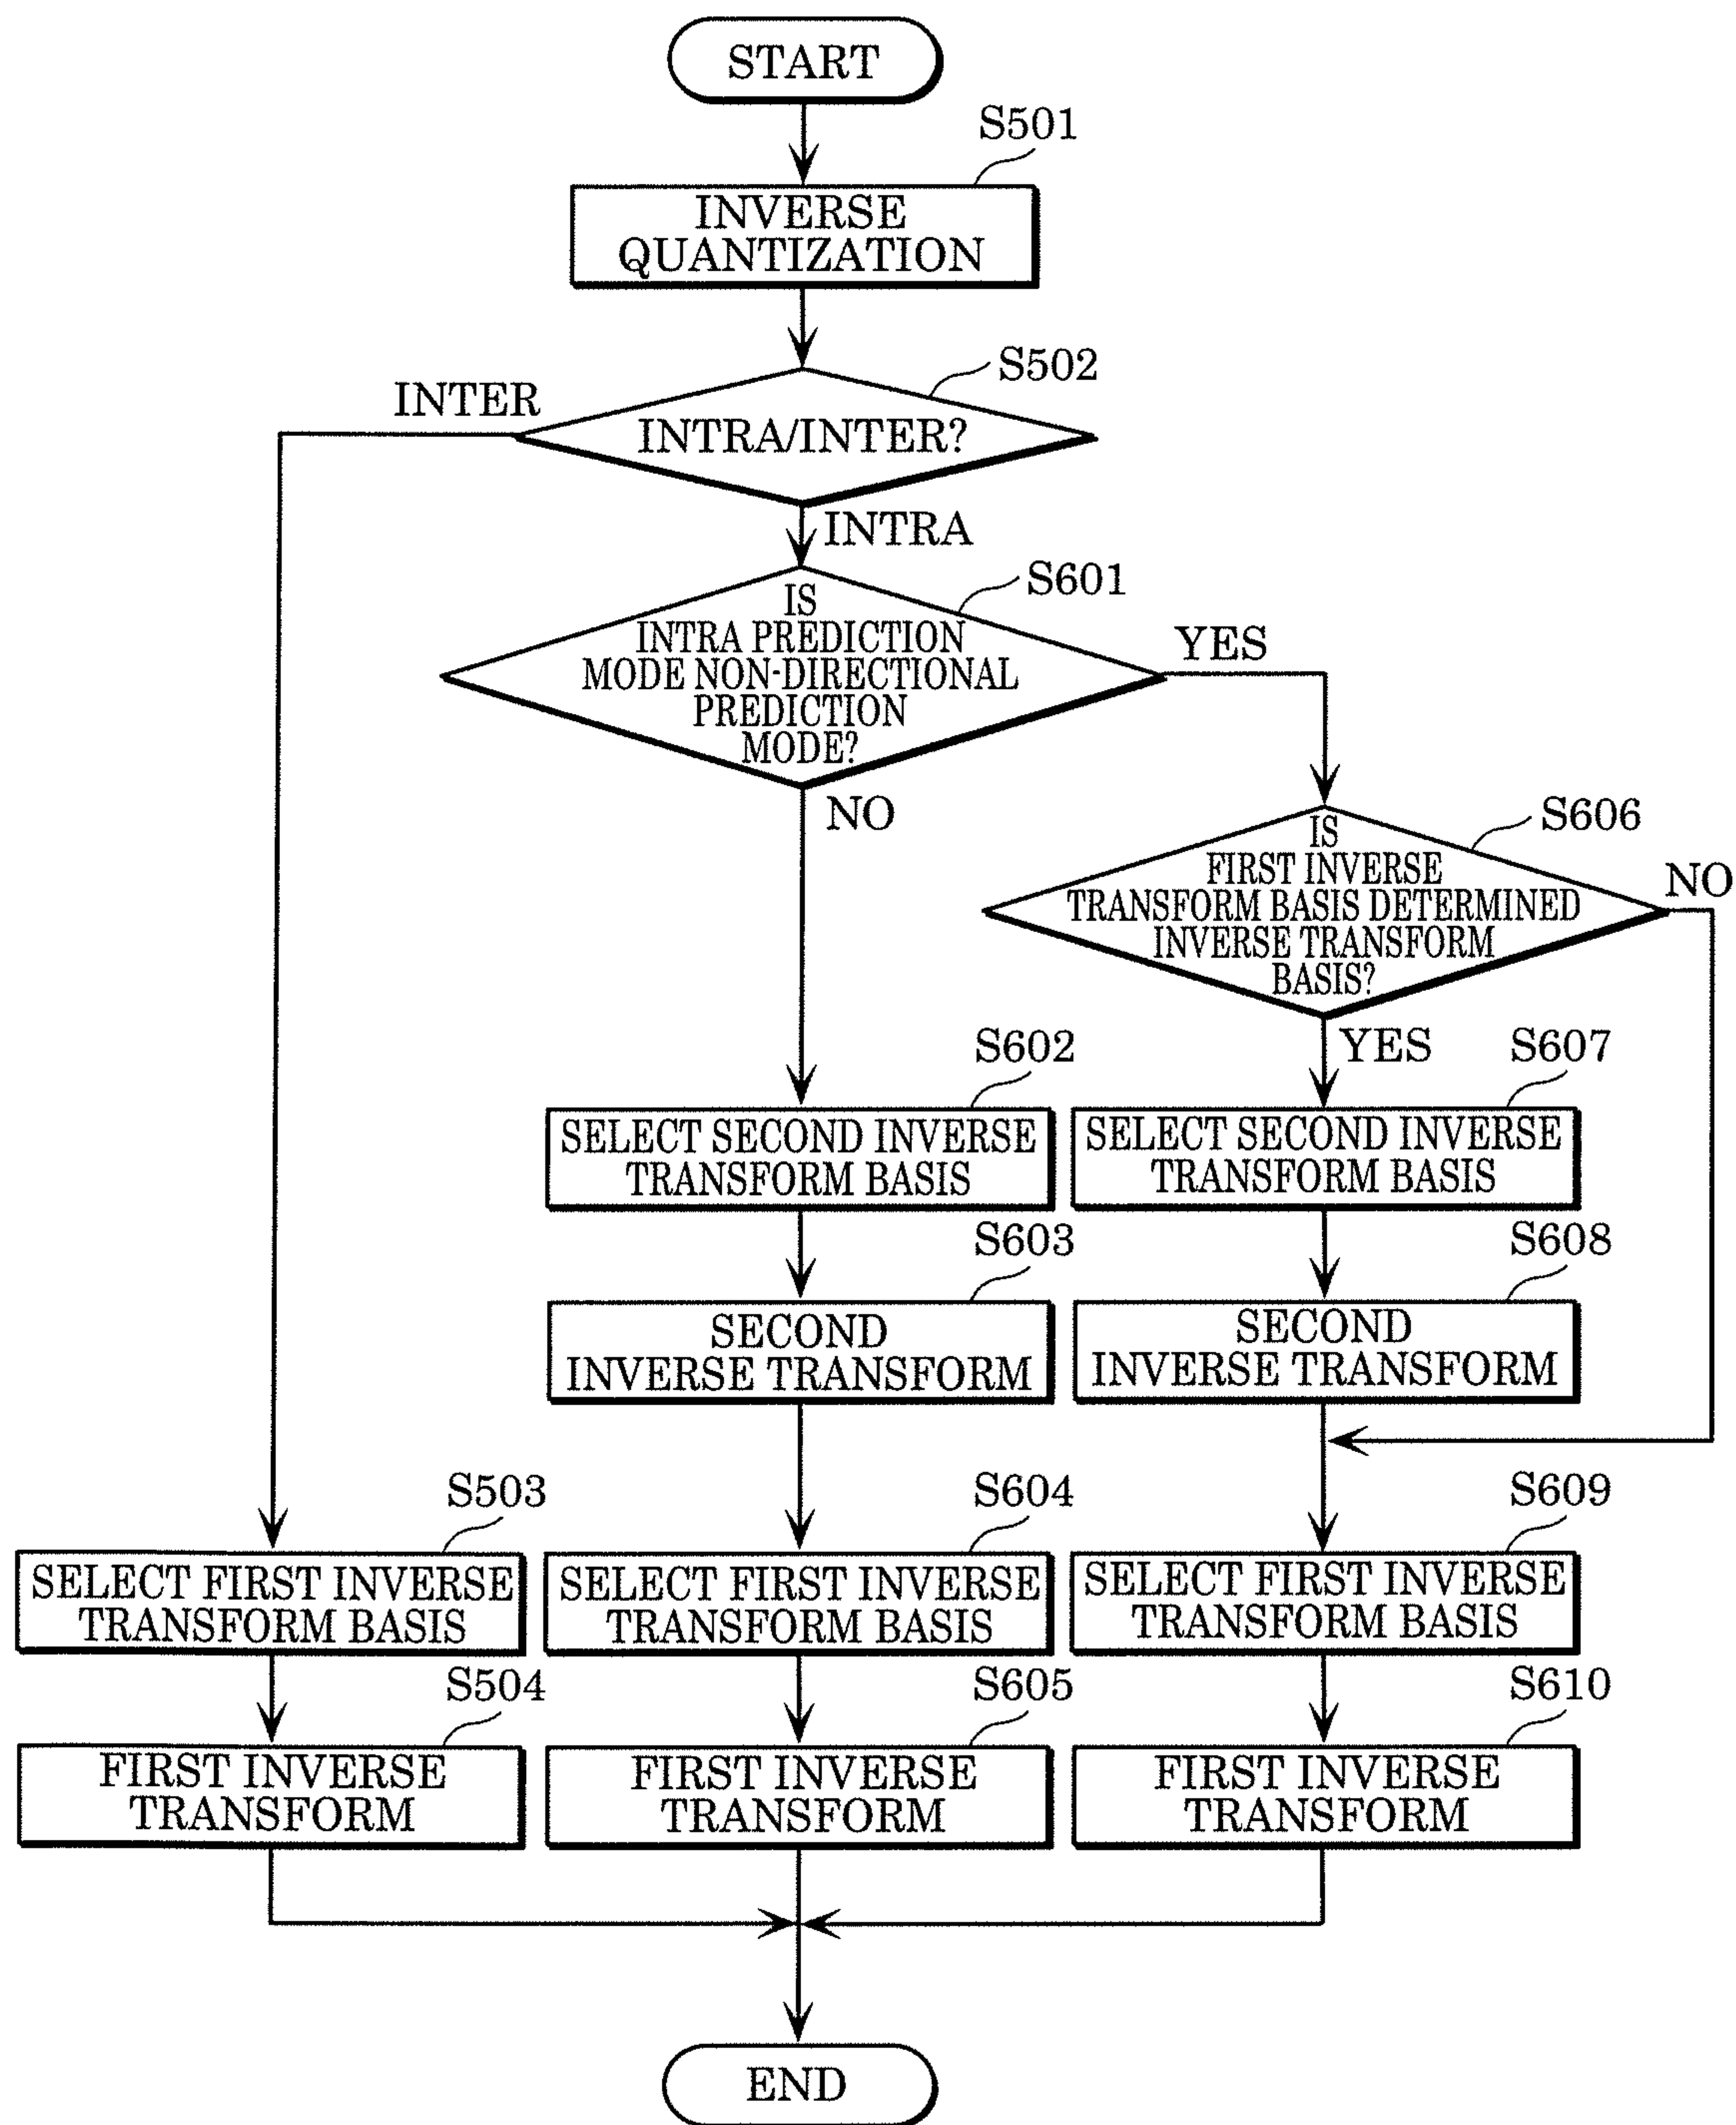 START
S501
INVERSE
QUANTIZATION
S502
INTER
INTRA/INTER?
INTRA
S601
IS
INTRA PREDICTION
MODE NON-DIRECTIONAL
PREDICTION
MODE?
YES
NO
S606
IS
FIRST INVERSE
TRANSFORM BASIS DETERMINED
INVERSE TRANSFORM
BASIS?
NO
YES
S602
SELECT SECOND INVERSE
TRANSFORM BASIS
S607
SELECT SECOND INVERSE
TRANSFORM BASIS
S603
SECOND
INVERSE TRANSFORM
S608
SECOND
INVERSE TRANSFORM
S503
SELECT FIRST INVERSE
TRANSFORM BASIS
S604
SELECT FIRST INVERSE
TRANSFORM BASIS
S609
SELECT FIRST INVERSE
TRANSFORM BASIS
S504
FIRST INVERSE
TRANSFORM
S605
FIRST INVERSE
TRANSFORM
S610
FIRST INVERSE
TRANSFORM
END